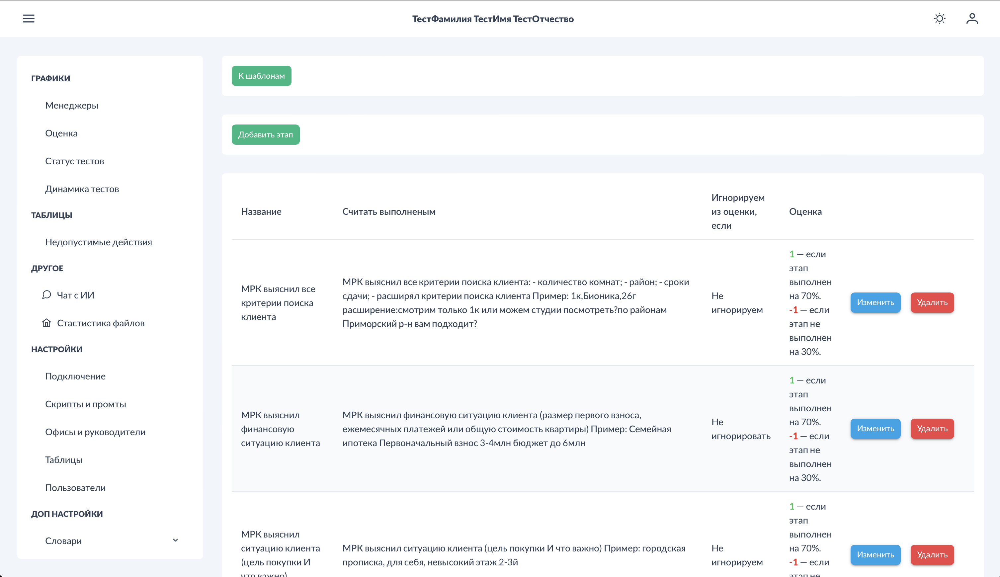 ТестФамилия ТестИмя ТестОтчество
ГРАФИКИ
Менеджеры
Оценка
Статус тестов
Динамика тестов
ТАБЛИЦЫ
Недопустимые действия
ДРУГОЕ
Чат с ИИ
Стастистика файлов
НАСТРОЙКИ
Подключение
Скрипты и промты
Офисы и руководители
Таблицы
Пользователи
ДОП НАСТРОЙКИ
Словари
К шаблонам
Добавить этап
Название
Считать выполненым
Игнорируем
из оценки,
если
Оценка
МРК выяснил все
критерии поиска
клиента
МРК выяснил все критерии поиска клиента: - количество комнат; - район; - сроки
сдачи; - расширял критерии поиска клиента Пример: 1к,Бионика,26г
расширение:смотрим только 1к или можем студии посмотреть?по районам
Приморский р-н вам подходит?
Не
игнорируем
1 — если
этап
выполнен
на 70%.
-1 — если
этап не
выполнен
на 30%.
Изменить
Удалить
МРК выяснил
финансовую
ситуацию клиента
МРК выяснил финансовую ситуацию клиента (размер первого взноса,
ежемесячных платежей или общую стоимость квартиры) Пример: Семейная
ипотека Первоначальный взнос 3-4млн бюджет до 6млн
Не
игнорировать
1 — если
этап
выполнен
на 70%.
-1 — если
этап не
выполнен
на 30%.
Изменить
Удалить
МРК выяснил
ситуацию клиента
(цель покупки И
что важно)
МРК выяснил ситуацию клиента (цель покупки И что важно) Пример: городская
прописка, для себя, невысокий этаж 2-3й
Не
игнорируем
1 — если
этап
выполнен
на 70%.
-1 — если
этап не
Изменить
Удалить